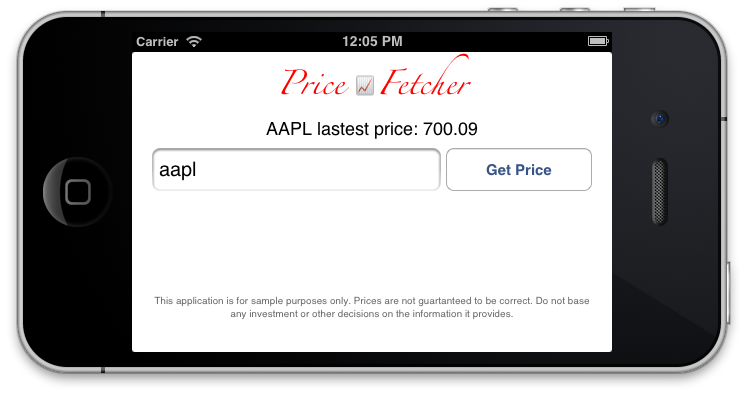 Carrier 12:05 PM
Price Fetcher
AAPL lastest price: 700.09
aapl Get Price
This application is for sample purposes only. Prices are not guartanteed to be correct. Do not base
any investment or other decisions on the information it provides.